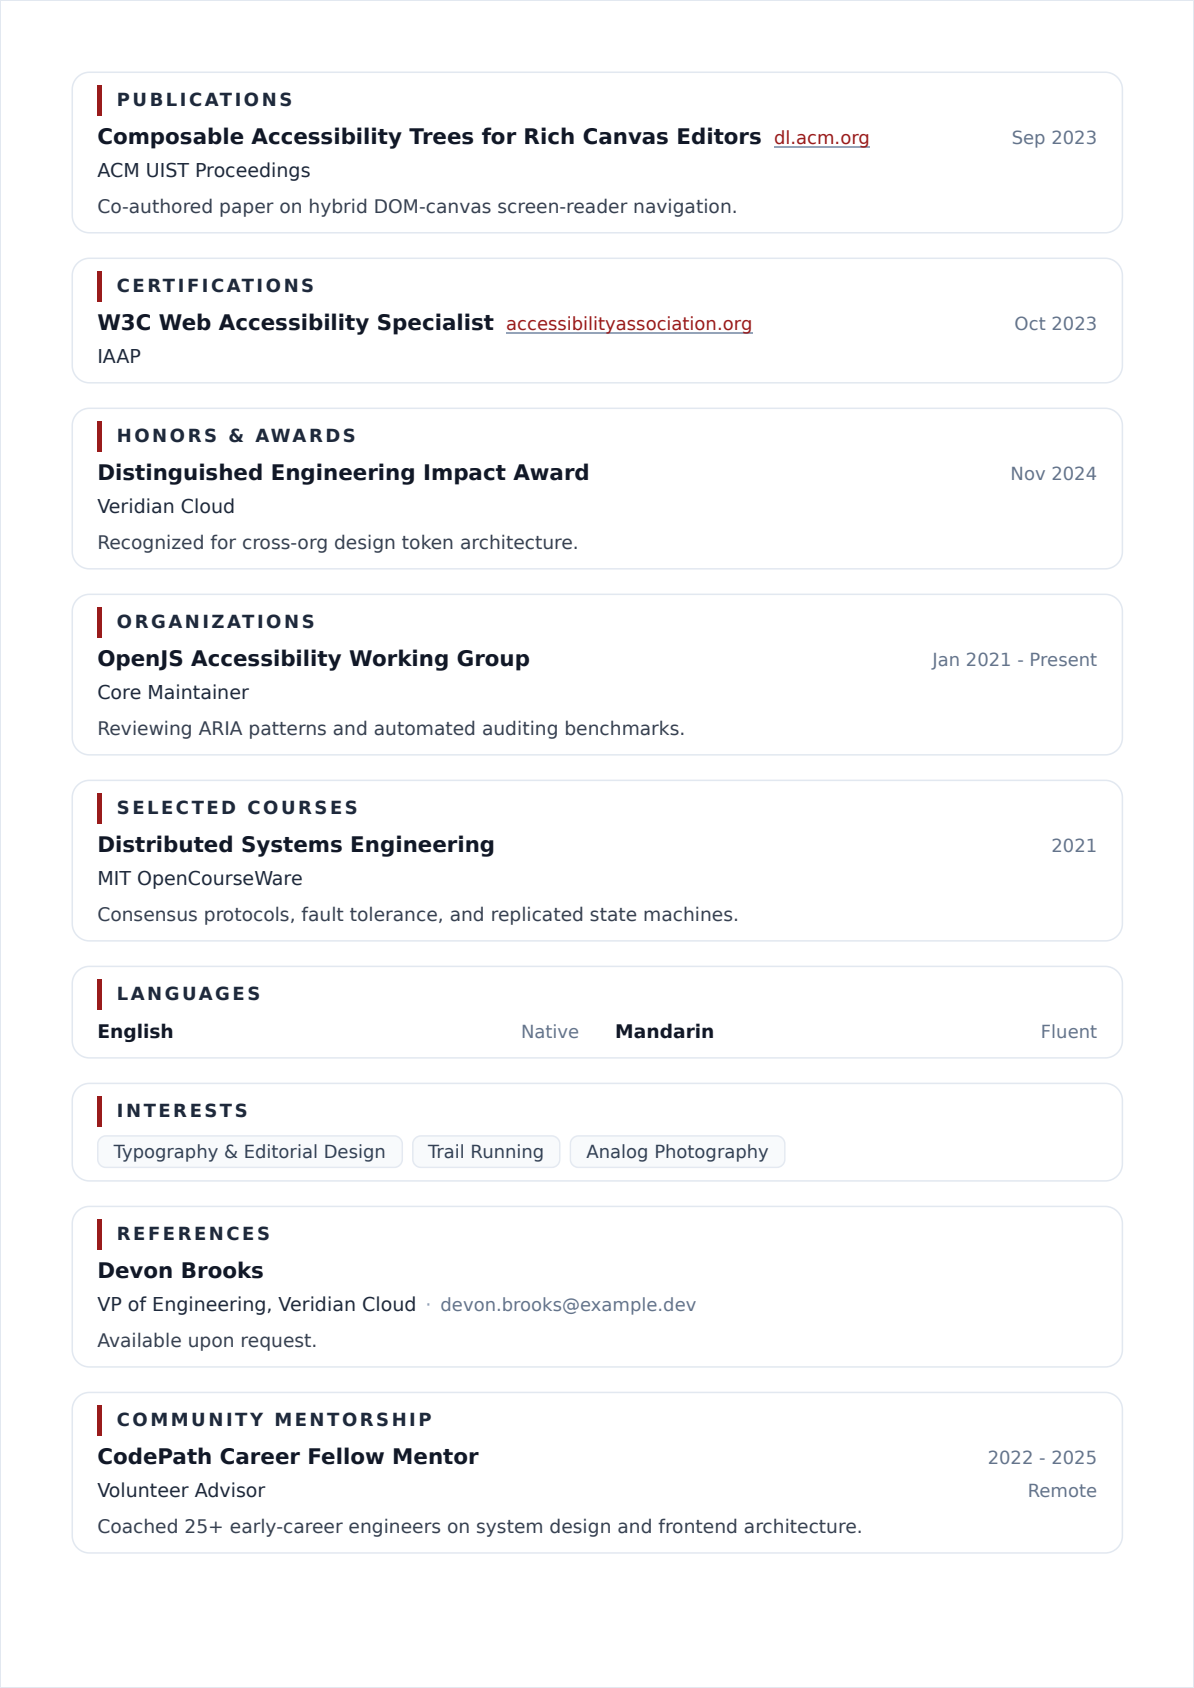 PUBLICATIONS
Composable Accessibility Trees for Rich Canvas Editors dl.acm.org Sep 2023
ACM UIST Proceedings
Co-authored paper on hybrid DOM-canvas screen-reader navigation.
CERTIFICATIONS
W3C Web Accessibility Specialist accessibilityassociation.org Oct 2023
IAAP
HONORS & AWARDS
Distinguished Engineering Impact Award Nov 2024
Veridian Cloud
Recognized for cross-org design token architecture.
ORGANIZATIONS
OpenJS Accessibility Working Group Jan 2021 - Present
Core Maintainer
Reviewing ARIA patterns and automated auditing benchmarks.
SELECTED COURSES
Distributed Systems Engineering 2021
MIT OpenCourseWare
Consensus protocols, fault tolerance, and replicated state machines.
LANGUAGES
English Native Mandarin Fluent
INTERESTS
Typography & Editorial Design Trail Running Analog Photography
REFERENCES
Devon Brooks
VP of Engineering, Veridian Cloud · devon.brooks@example.dev
Available upon request.
COMMUNITY MENTORSHIP
CodePath Career Fellow Mentor 2022 - 2025
Volunteer Advisor Remote
Coached 25+ early-career engineers on system design and frontend architecture.